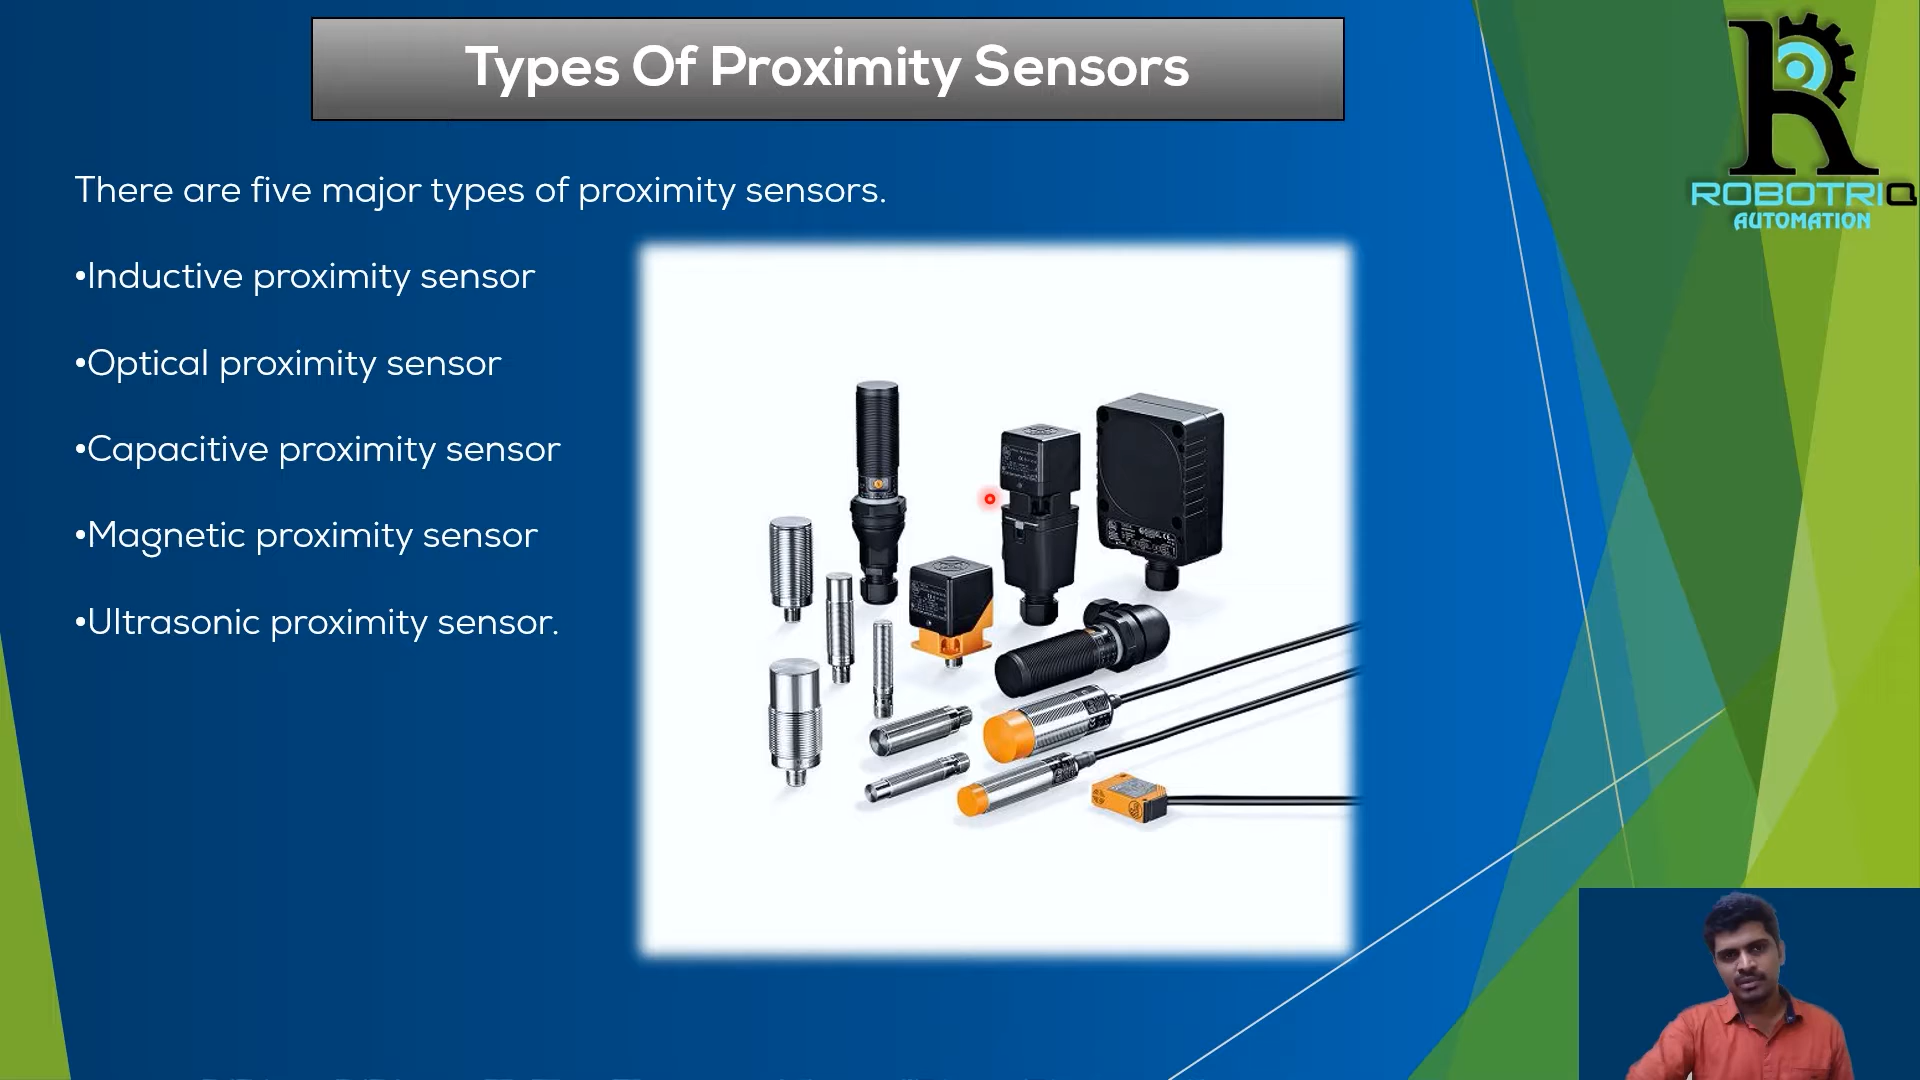 Types Of Proximity Sensors
There are five major types of proximity sensors.
•Inductive proximity sensor
•Optical proximity sensor
•Capacitive proximity sensor
•Magnetic proximity sensor
•Ultrasonic proximity sensor.
ROBOTRIQ
AUTOMATION